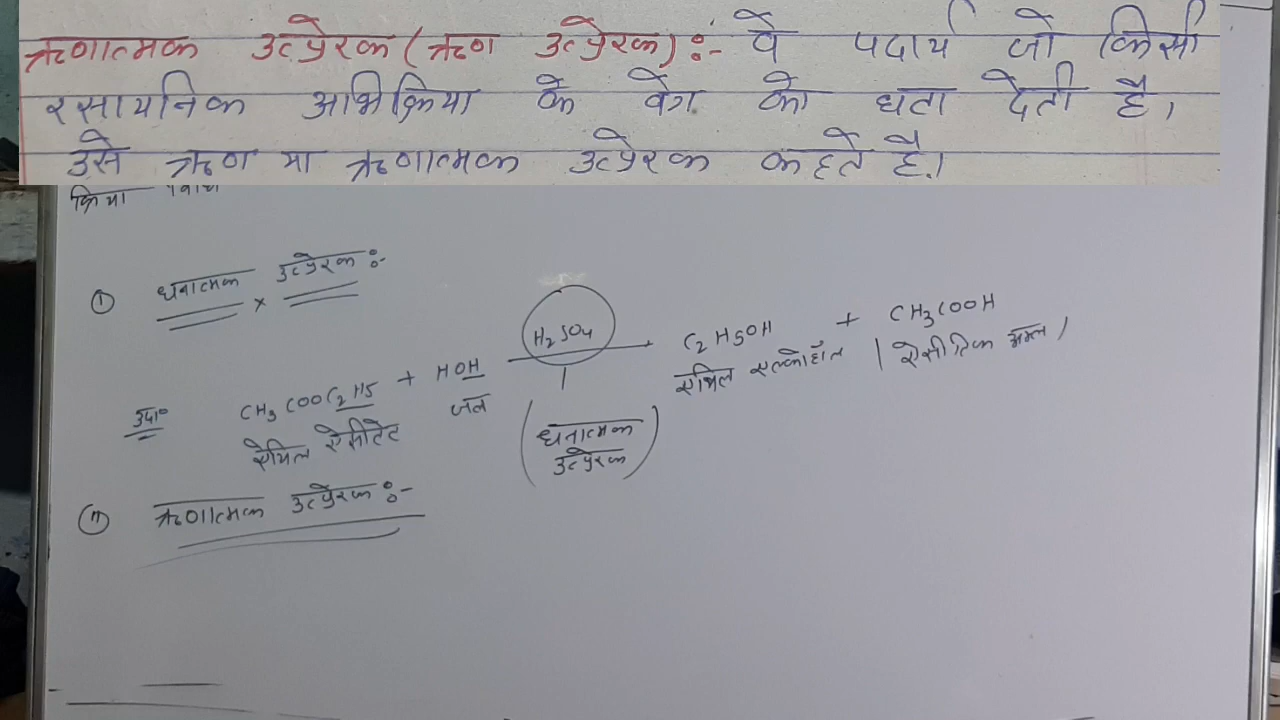 ऋणात्मक उत्प्रेरक (ऋण उत्प्रेरक) :- वे पदार्थ जो किसी
रसायनिक अभिक्रिया के वेग को घटा देती है।
उसे ऋण या ऋणात्मक उत्प्रेरक कहते है।
क्रिया
① धनात्मक उत्प्रेरक :-
उदा० CH3COOC2H5 + HOH H2SO4 C2H5OH + CH3COOH
ऐथिल ऐसीटेट जल (धनात्मक उत्प्रेरक) एथिल एल्कोहॉल / ऐसीटिक अम्ल /
② ऋणात्मक उत्प्रेरक :-